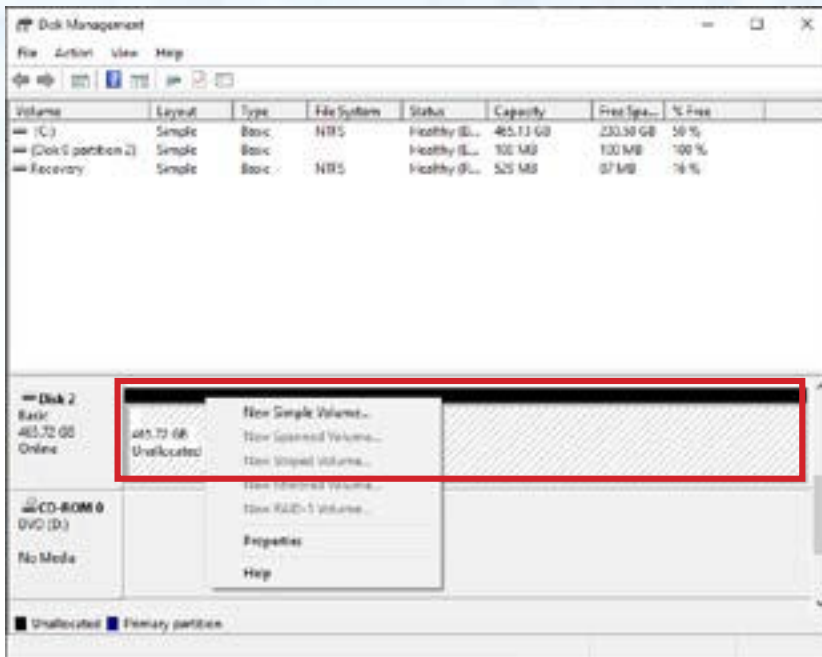 Disk Management
File Action View Help
Volume Layout Type File System Status Capacity Free Spa... % Free
(C:) Simple Basic NTFS Healthy (B... 465.13 GB 233.50 GB 50 %
(Disk 0 partition 2) Simple Basic Healthy (E... 100 MB 100 MB 100 %
Recovery Simple Basic NTFS Healthy (... 529 MB 87 MB 16 %
Disk 2
Basic
465.72 GB
Online
465.72 GB
Unallocated
New Simple Volume...
New Spanned Volume...
New Striped Volume...
New Mirrored Volume...
New RAID-5 Volume...
Properties
Help
CD-ROM 0
DVD (D:)
No Media
Unallocated Primary partition